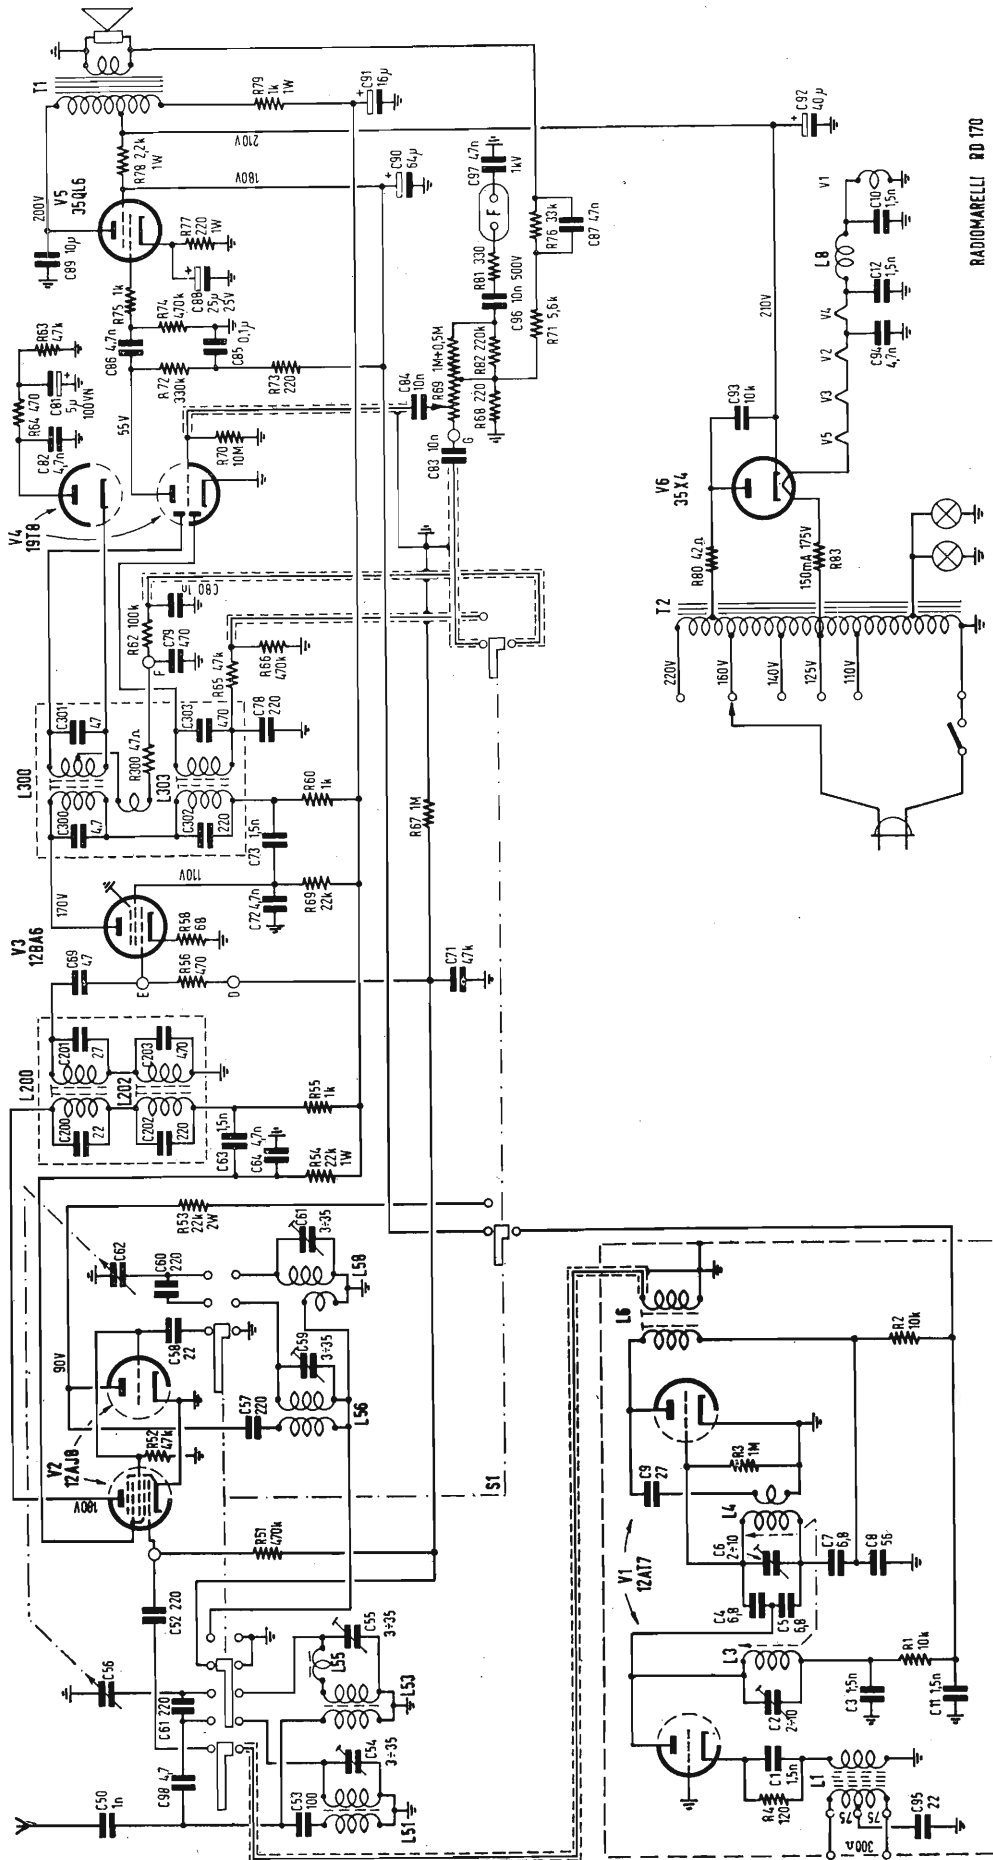 T1
R79
1k
1W
C91
16µ
+
R78 2,2k
1W
210V
180V
C90
64µ
+
V5
35QL6
200V
C89 10µ
R77
220
1W
C88
25µ
25V
+
R75 1k
R74
470k
C85
0,1µ
C86 4,7n
R72
330k
R73
220
55V
R63
47k
C81
5µ
100VN
+
R64 470
C82
4,7n
V4
19T8
R70
10M
C84
10n
C97 47n
1kV
F
R81 330
C96 10n 500V
R69 1M+0,5M
R82 220k
R68 220
R76 33k
C87 47n
R71 5,6k
C83 10n
G
C92
40µ
+
RADIOMARELLI RD 170
V1
C10
1,5n
L8
C12
1,5n
V4
C94
4,7n
V2
V3
V5
210V
C93
10k
V6
35X4
R80 42Ω
150mA 175V
R83
T2
220V
160V
140V
125V
110V
C80 1n
R62 100k
C79
470
F
R65 47k
R66
470k
C78
220
C301
47
R300 47Ω
C303
470
L300
L303
C300
4,7
C302
220
R60
1k
C73 1,5n
R67 1M
110V
C72 4,7n
R69
22k
170V
V3
12BA6
R58
68
R56
470
C69
47
E
D
C71
47k
L200
C201
27
C203
470
L202
C200
22
C202
220
R55
1k
C63 1,5n
C64 4,7n
R54
22k
1W
R53
22k
2W
C62
C60
220
C61
3÷35
L58
C58
22
C59
3÷35
90V
C57
220
L56
V2
12AJ8
R52
47k
180V
S1
R51
470k
C52 220
C55
3÷35
L55
C56
C61 220
L53
C98 4,7
C54
3÷35
C50
1n
C53
100
L51
L6
R2
10k
C9
27
R3
1M
L4
C6
2÷10
C7
6,8
C8
56
V1
12AT7
C4
6,8
C5
6,8
L3
R1
10k
C2
2÷10
C3 1,5n
C11 1,5n
C1
1,5n
R4
120
L1
75
75
300Ω
C95
22